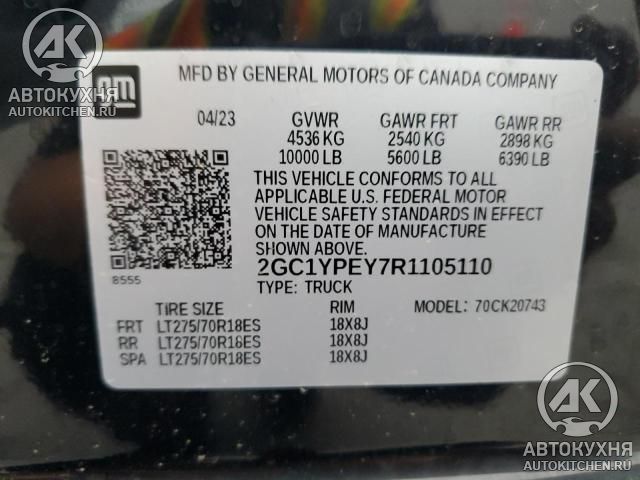 gm
MFD BY GENERAL MOTORS OF CANADA COMPANY
АВТОКУХНЯ
AUTOKITCHEN.RU
04/23 GVWR GAWR FRT GAWR RR
4536 KG 2540 KG 2898 KG
10000 LB 5600 LB 6390 LB
THIS VEHICLE CONFORMS TO ALL
APPLICABLE U.S. FEDERAL MOTOR
VEHICLE SAFETY STANDARDS IN EFFECT
ON THE DATE OF MANUFACTURE
SHOWN ABOVE.
8555
2GC1YPEY7R1105110
TYPE: TRUCK
TIRE SIZE RIM MODEL: 70CK20743
FRT LT275/70R18ES 18X8J
RR LT275/70R18ES 18X8J
SPA LT275/70R18ES 18X8J
АК
АВТОКУХНЯ
AUTOKITCHEN.RU